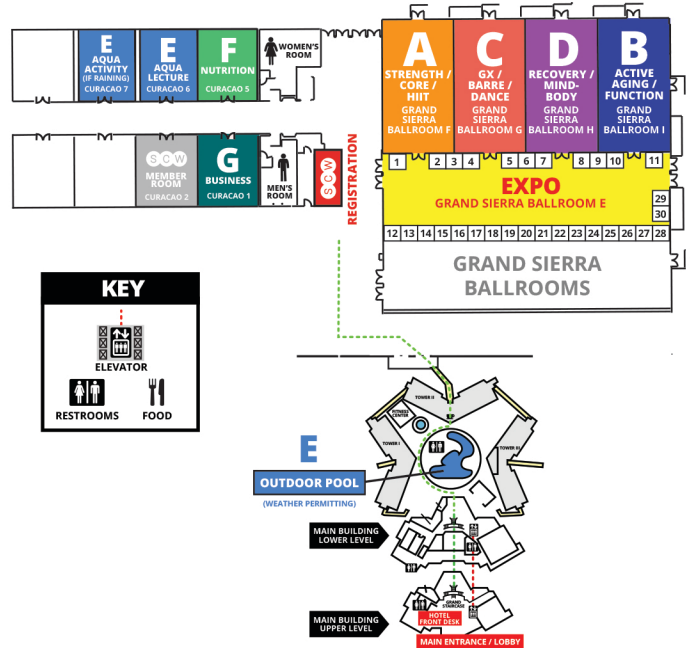 E
AQUA
ACTIVITY
(IF RAINING)
CURACAO 7
E
AQUA
LECTURE
CURACAO 6
F
NUTRITION
CURACAO 5
WOMEN'S
ROOM
SCW
MEMBER
ROOM
CURACAO 2
G
BUSINESS
CURACAO 1
MEN'S
ROOM
SCW
REGISTRATION
A
STRENGTH /
CORE /
HIIT
GRAND
SIERRA
BALLROOM F
C
GX /
BARRE /
DANCE
GRAND
SIERRA
BALLROOM G
D
RECOVERY /
MIND-
BODY
GRAND
SIERRA
BALLROOM H
B
ACTIVE
AGING /
FUNCTION
GRAND
SIERRA
BALLROOM I
1 2 3 4 5 6 7 8 9 10 11
EXPO
GRAND SIERRA BALLROOM E
29
30
12 13 14 15 16 17 18 19 20 21 22 23 24 25 26 27 28
GRAND SIERRA
BALLROOMS
KEY
ELEVATOR
RESTROOMS
FOOD
TOWER II
FITNESS
CENTER
TOWER I
TOWER III
E
OUTDOOR POOL
(WEATHER PERMITTING)
MAIN BUILDING
LOWER LEVEL
MAIN BUILDING
UPPER LEVEL
GRAND
STAIRCASE
HOTEL
FRONT DESK
MAIN ENTRANCE / LOBBY